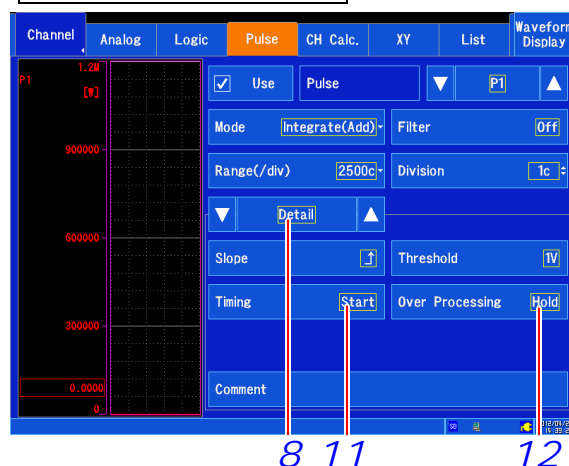 Channel Analog Logic Pulse CH Calc. XY List Waveform Display
P1 1.2M
[W]
Use Pulse P1
Mode Integrate(Add) Filter Off
900000
Range(/div) 2500c Division 1c
Detail
600000
Slope Threshold 1V
Timing Start Over Processing Hold
300000
0.0000 Comment
0
SD
8 11 12